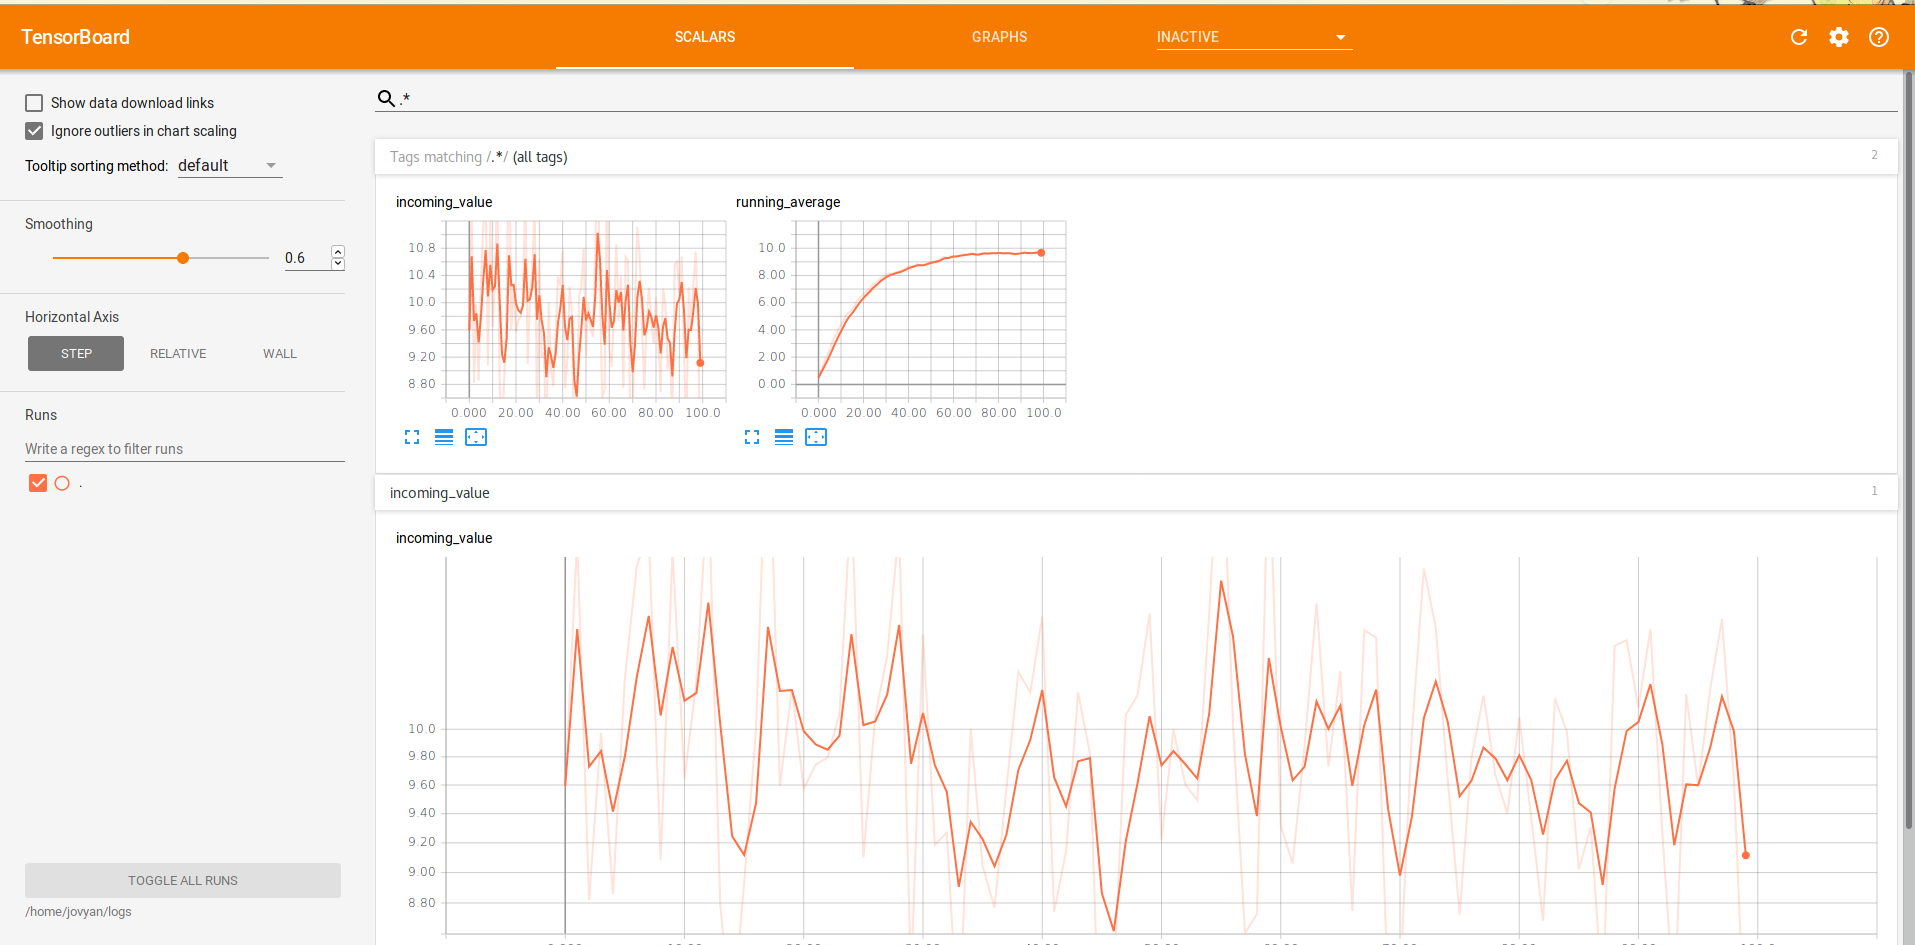 TensorBoard
SCALARS
GRAPHS
INACTIVE
Show data download links
Ignore outliers in chart scaling
Tooltip sorting method: default
Smoothing
0.6
Horizontal Axis
STEP RELATIVE WALL
Runs
Write a regex to filter runs
.
TOGGLE ALL RUNS
/home/jovyan/logs
.*
Tags matching /.*/ (all tags) 2
incoming_value
10.8
10.4
10.0
9.60
9.20
8.80
0.000 20.00 40.00 60.00 80.00 100.0
running_average
10.0
8.00
6.00
4.00
2.00
0.00
0.000 20.00 40.00 60.00 80.00 100.0
incoming_value 1
incoming_value
10.0
9.80
9.60
9.40
9.20
9.00
8.80